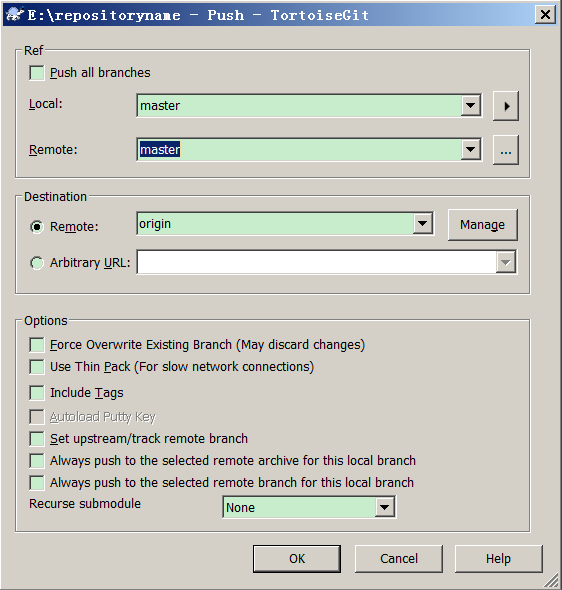 E:\repositoryname - Push - TortoiseGit
Ref
Push all branches
Local:
master
Remote:
master
...
Destination
Remote:
origin
Manage
Arbitrary URL:
Options
Force Overwrite Existing Branch (May discard changes)
Use Thin Pack (For slow network connections)
Include Tags
Autoload Putty Key
Set upstream/track remote branch
Always push to the selected remote archive for this local branch
Always push to the selected remote branch for this local branch
Recurse submodule
None
OK
Cancel
Help